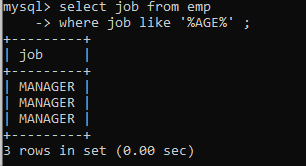 mysql> select job from emp
    -> where job like '%AGE%' ;
+---------+
| job     |
+---------+
| MANAGER |
| MANAGER |
| MANAGER |
+---------+
3 rows in set (0.00 sec)